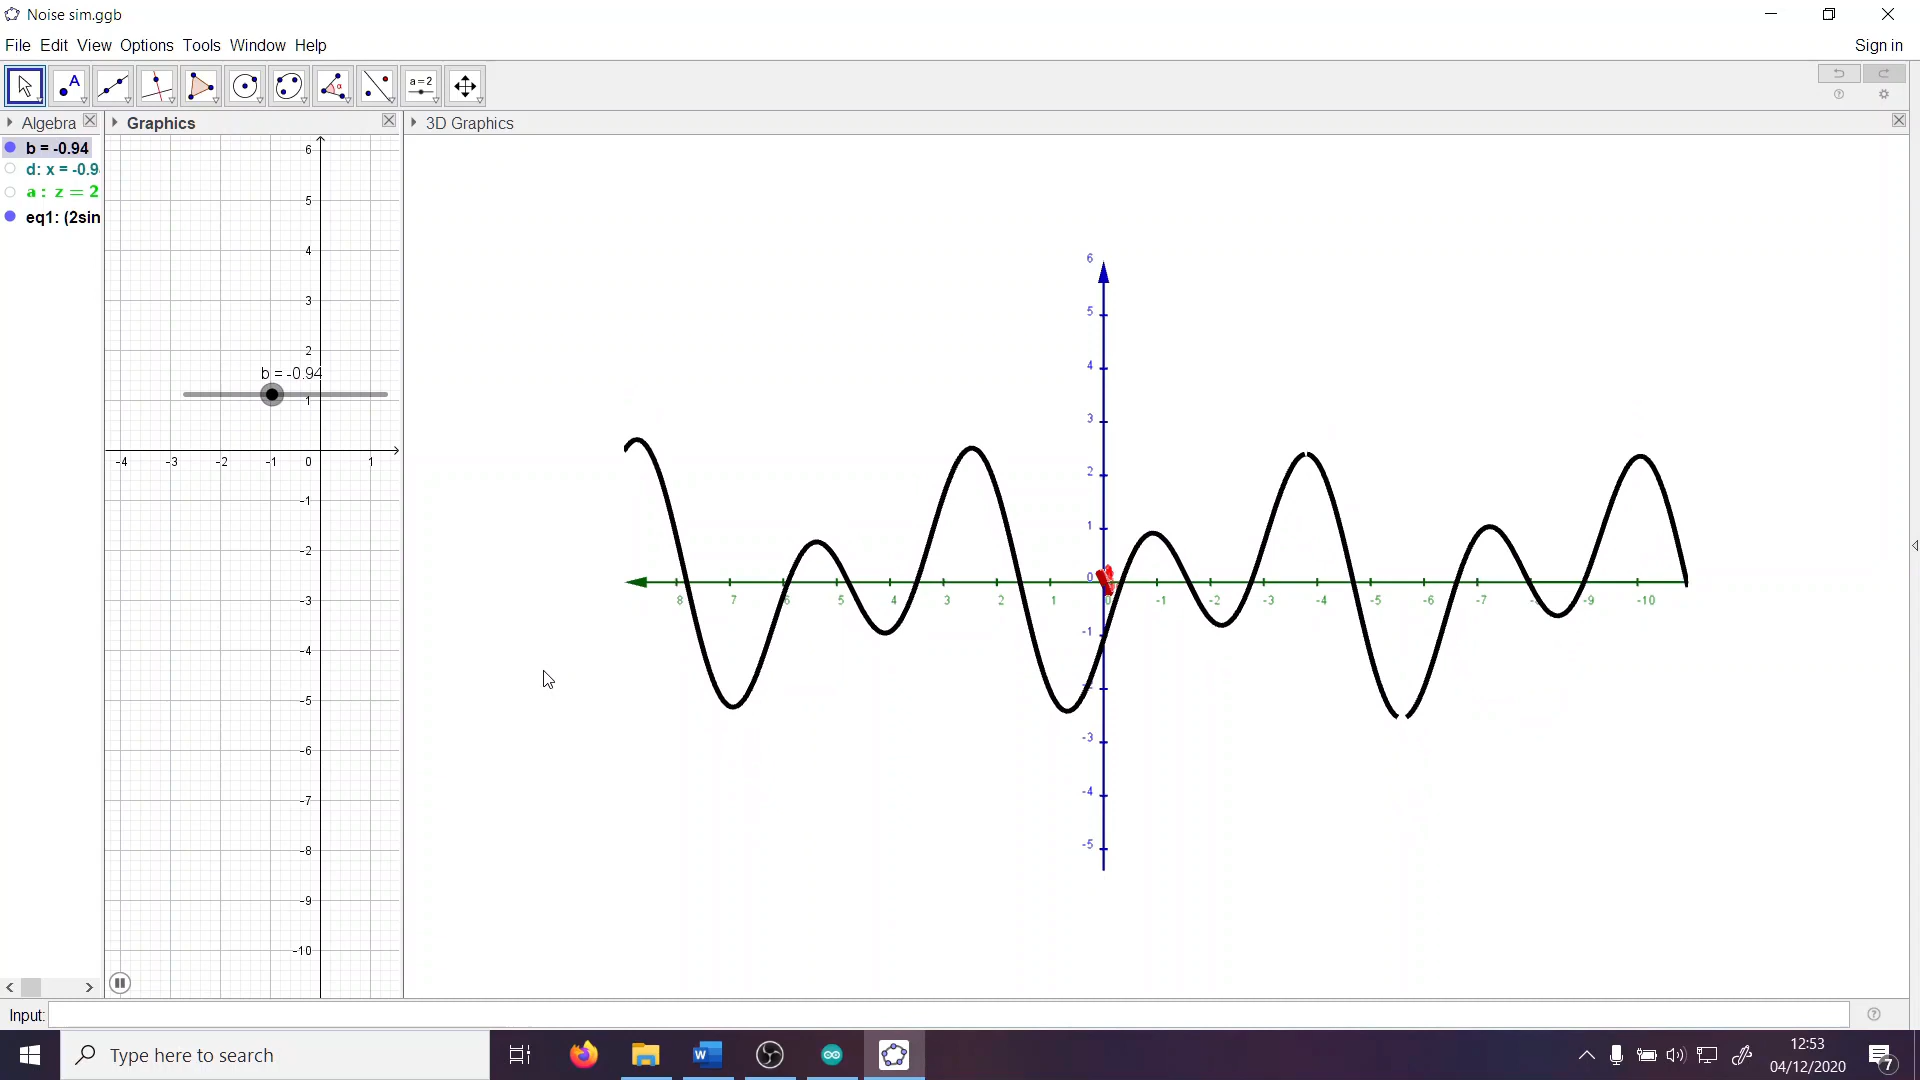 Noise sim.ggb
File Edit View Options Tools Window Help
Sign in
A
α
a=2
Algebra
Graphics
3D Graphics
b = -0.94
d: x = -0.9
a : z = 2
eq1: (2sin
6
5
4
3
2
b = -0.94
1
-4 -3 -2 -1 0 1
-1
-2
-3
-4
-5
-6
-7
-8
-9
-10
6
5
4
3
2
1
0
8 7 6 5 4 3 2 1 0 -1 -2 -3 -4 -5 -6 -7 -8 -9 -10
-1
-2
-3
-4
-5
Input:
Type here to search
W
12:53
04/12/2020
7